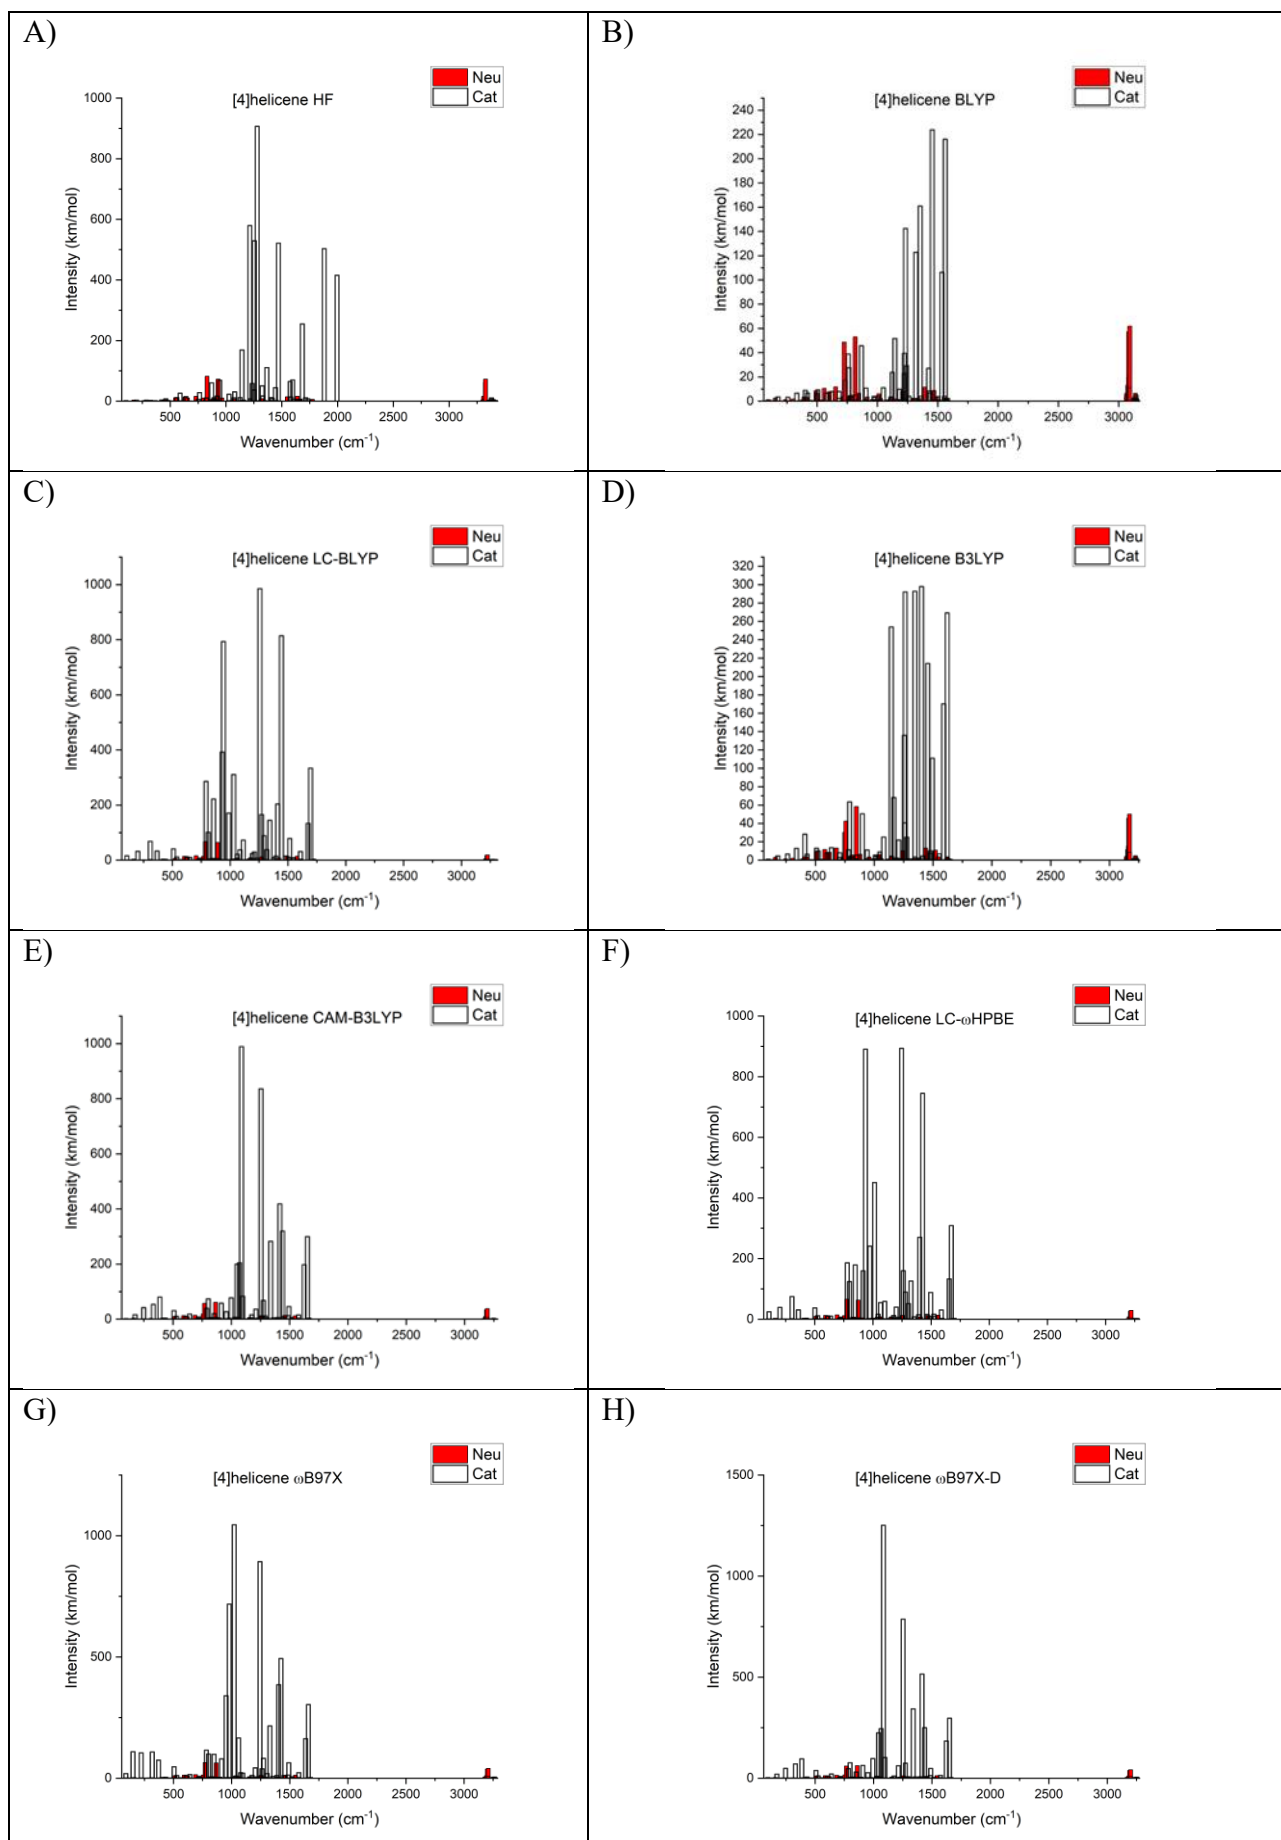 A)
[4]helicene HF
Neu
Cat
Intensity (km/mol)
1000
800
600
400
200
0
500 1000 1500 2000 2500 3000
Wavenumber (cm⁻¹)
B)
[4]helicene BLYP
Neu
Cat
Intensity (km/mol)
240
220
200
180
160
140
120
100
80
60
40
20
0
500 1000 1500 2000 2500 3000
Wavenumber (cm⁻¹)
C)
[4]helicene LC-BLYP
Neu
Cat
Intensity (km/mol)
1000
800
600
400
200
0
500 1000 1500 2000 2500 3000
Wavenumber (cm⁻¹)
D)
[4]helicene B3LYP
Neu
Cat
Intensity (km/mol)
320
300
280
260
240
220
200
180
160
140
120
100
80
60
40
20
0
500 1000 1500 2000 2500 3000
Wavenumber (cm⁻¹)
E)
[4]helicene CAM-B3LYP
Neu
Cat
Intensity (km/mol)
1000
800
600
400
200
0
500 1000 1500 2000 2500 3000
Wavenumber (cm⁻¹)
F)
[4]helicene LC-ωHPBE
Neu
Cat
Intensity (km/mol)
1000
800
600
400
200
0
500 1000 1500 2000 2500 3000
Wavenumber (cm⁻¹)
G)
[4]helicene ωB97X
Neu
Cat
Intensity (km/mol)
1000
500
0
500 1000 1500 2000 2500 3000
Wavenumber (cm⁻¹)
H)
[4]helicene ωB97X-D
Neu
Cat
Intensity (km/mol)
1500
1000
500
0
500 1000 1500 2000 2500 3000
Wavenumber (cm⁻¹)